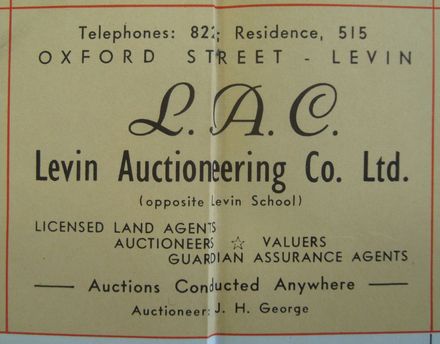 Telephones: 822; Residence, 515
OXFORD STREET - LEVIN
L. A. C.
Levin Auctioneering Co. Ltd.
(opposite Levin School)
LICENSED LAND AGENTS
AUCTIONEERS ☆ VALUERS
GUARDIAN ASSURANCE AGENTS
— Auctions Conducted Anywhere —
Auctioneer: J. H. George